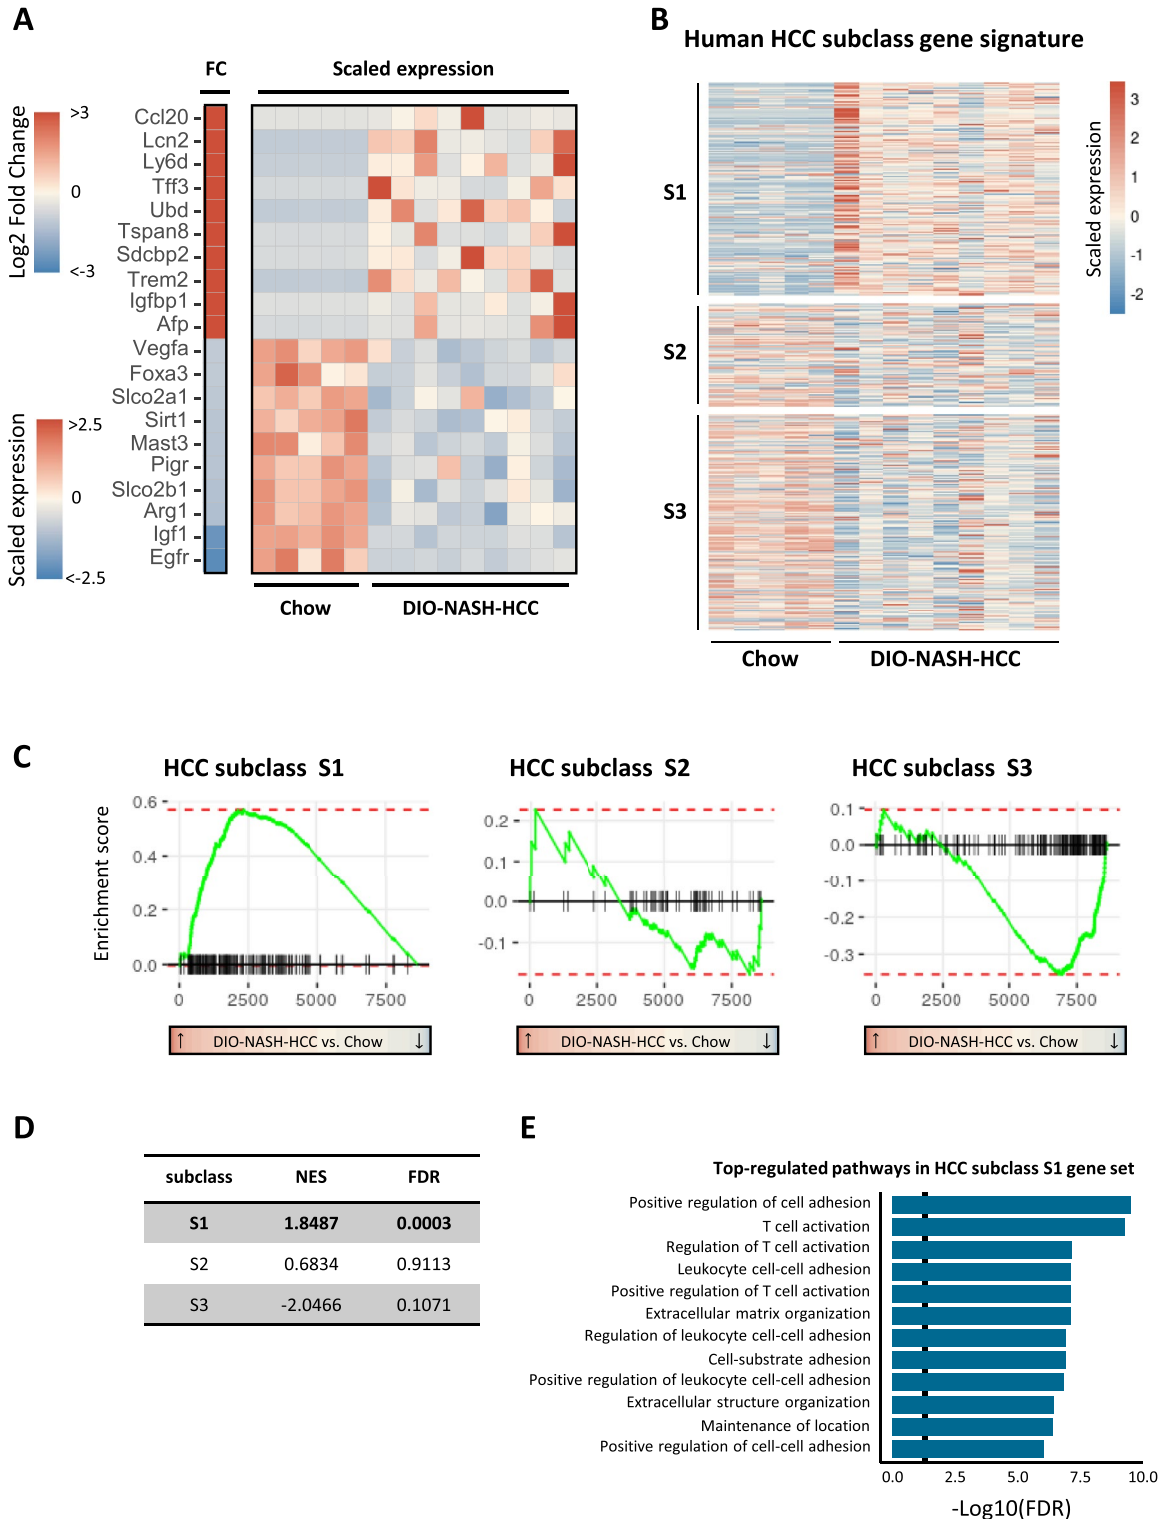 A
FC
Scaled expression
Log2 Fold Change
>3
0
<-3
Scaled expression
>2.5
0
<-2.5
Ccl20
Lcn2
Ly6d
Tff3
Ubd
Tspan8
Sdcbp2
Trem2
Igfbp1
Afp
Vegfa
Foxa3
Slco2a1
Sirt1
Mast3
Pigr
Slco2b1
Arg1
Igf1
Egfr
Chow
DIO-NASH-HCC
B
Human HCC subclass gene signature
S1
S2
S3
Chow
DIO-NASH-HCC
Scaled expression
3
2
1
0
-1
-2
C
HCC subclass S1
Enrichment score
0.6
0.4
0.2
0.0
0 2500 5000 7500
↑ DIO-NASH-HCC vs. Chow ↓
HCC subclass S2
0.2
0.1
0.0
-0.1
0 2500 5000 7500
↑ DIO-NASH-HCC vs. Chow ↓
HCC subclass S3
0.1
0.0
-0.1
-0.2
-0.3
0 2500 5000 7500
↑ DIO-NASH-HCC vs. Chow ↓
D
subclass NES FDR
S1 1.8487 0.0003
S2 0.6834 0.9113
S3 -2.0466 0.1071
E
Top-regulated pathways in HCC subclass S1 gene set
Positive regulation of cell adhesion
T cell activation
Regulation of T cell activation
Leukocyte cell-cell adhesion
Positive regulation of T cell activation
Extracellular matrix organization
Regulation of leukocyte cell-cell adhesion
Cell-substrate adhesion
Positive regulation of leukocyte cell-cell adhesion
Extracellular structure organization
Maintenance of location
Positive regulation of cell-cell adhesion
0.0 2.5 5.0 7.5 10.0
-Log10(FDR)